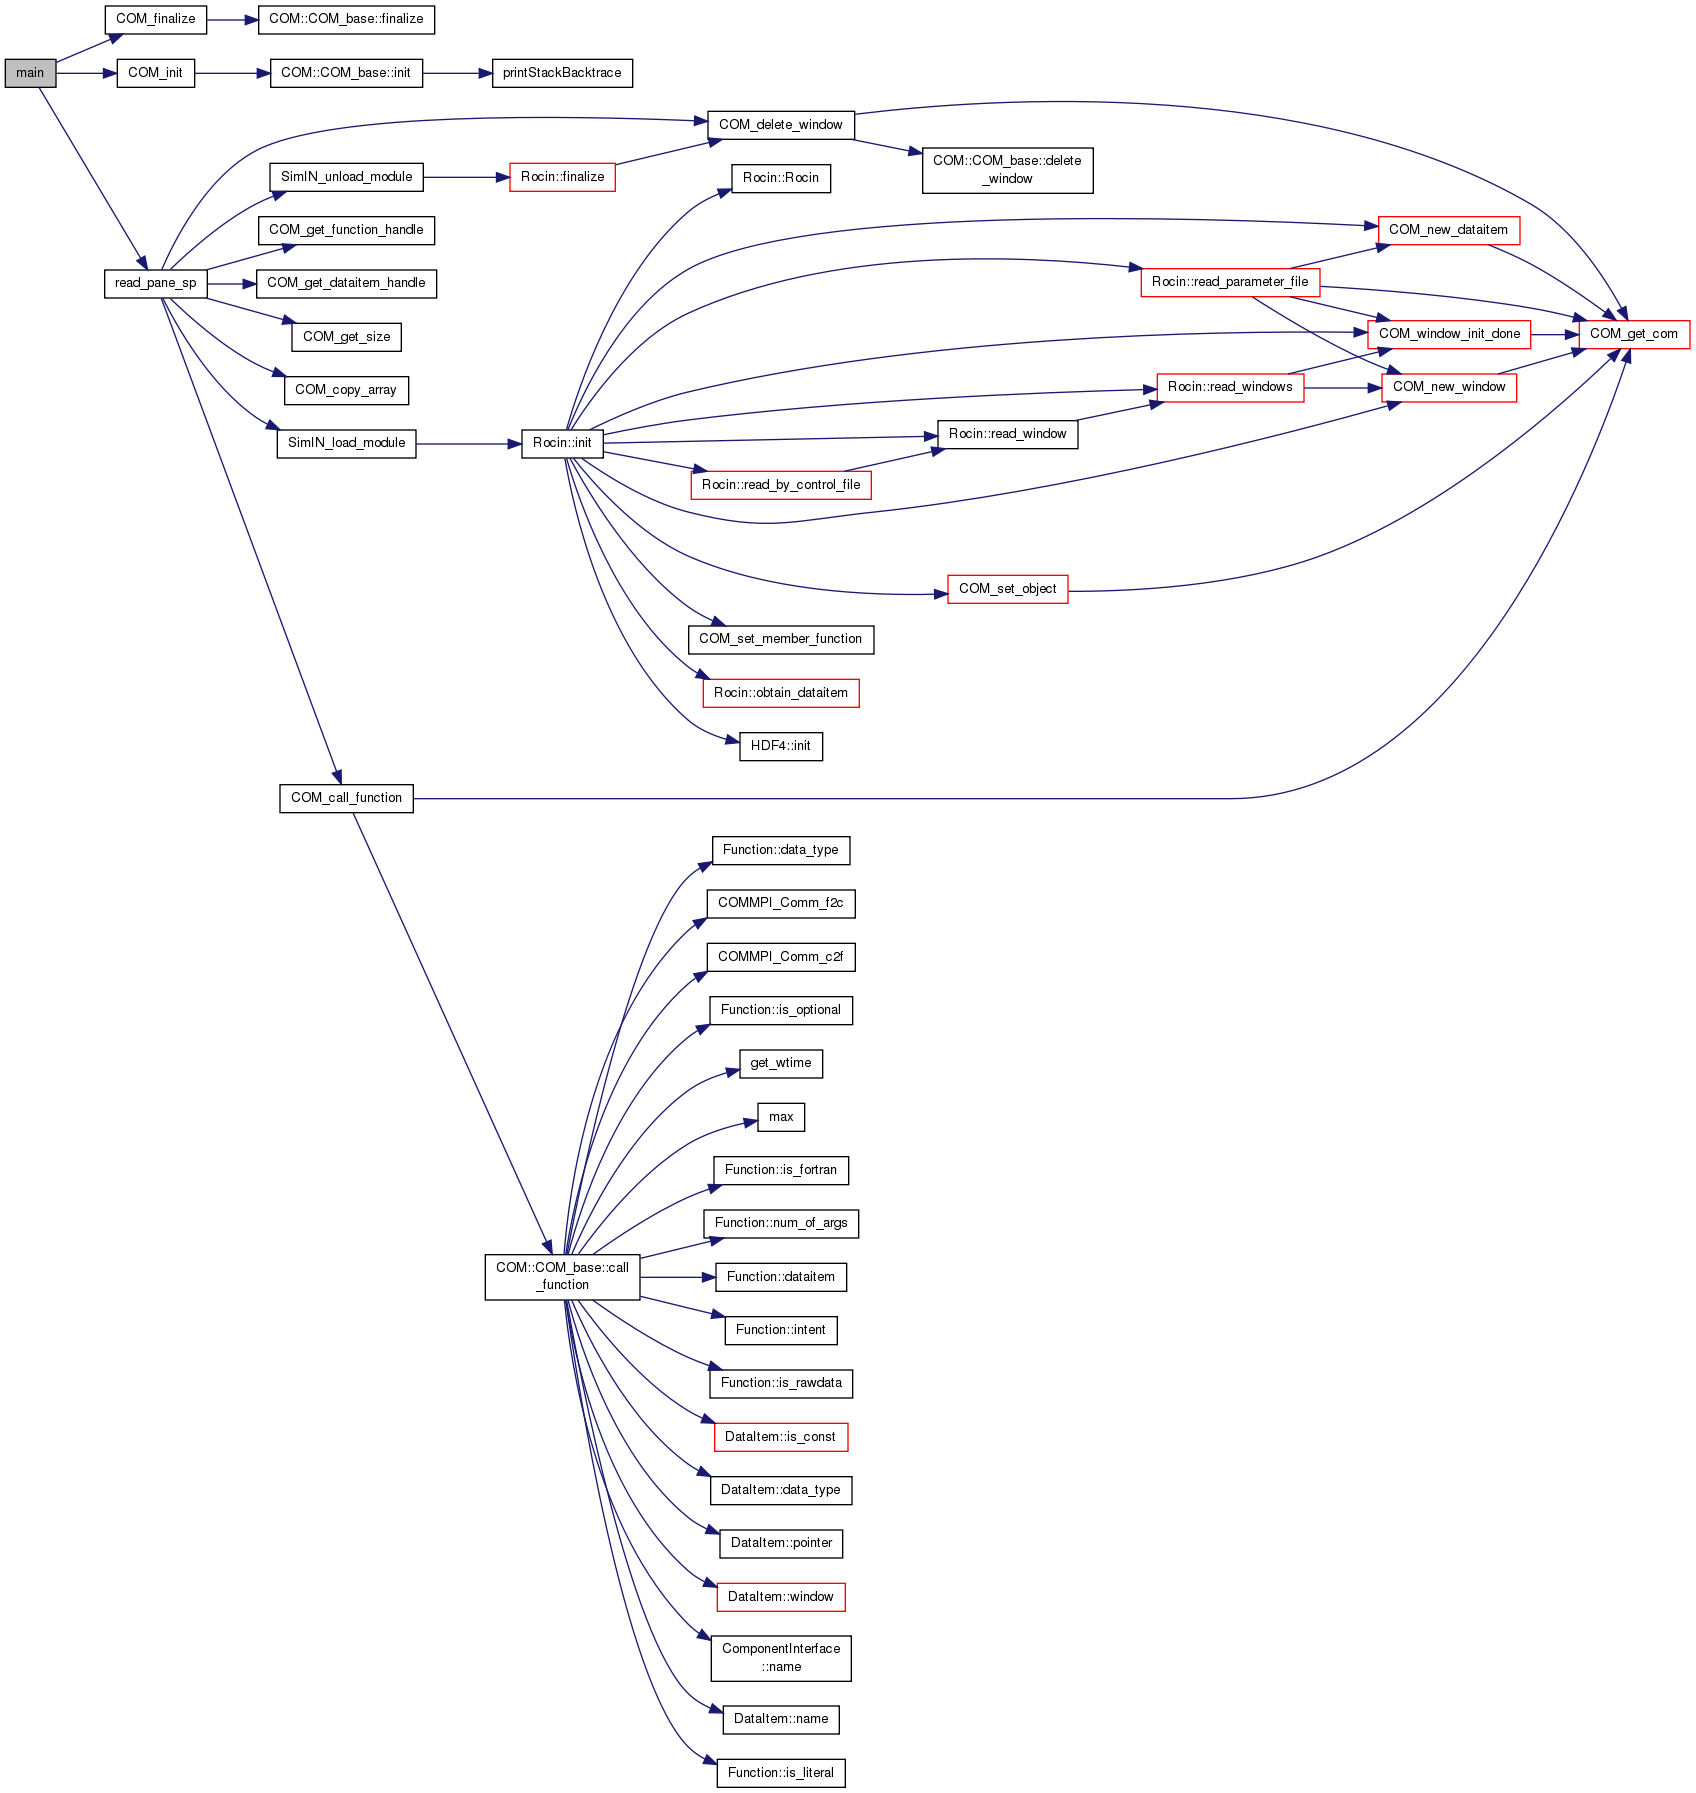 COM_finalize
COM::COM_base::finalize
main
COM_init
COM::COM_base::init
printStackBacktrace
COM_delete_window
COM::COM_base::delete
_window
SimIN_unload_module
Rocin::finalize
Rocin::Rocin
COM_get_function_handle
COM_new_dataitem
read_pane_sp
COM_get_dataitem_handle
Rocin::read_parameter_file
COM_get_size
COM_window_init_done
COM_get_com
COM_copy_array
Rocin::read_windows
COM_new_window
SimIN_load_module
Rocin::init
Rocin::read_window
Rocin::read_by_control_file
COM_set_object
COM_set_member_function
Rocin::obtain_dataitem
HDF4::init
COM_call_function
Function::data_type
COMMPI_Comm_f2c
COMMPI_Comm_c2f
Function::is_optional
get_wtime
max
Function::is_fortran
Function::num_of_args
COM::COM_base::call
_function
Function::dataitem
Function::intent
Function::is_rawdata
DataItem::is_const
DataItem::data_type
DataItem::pointer
DataItem::window
ComponentInterface
::name
DataItem::name
Function::is_literal